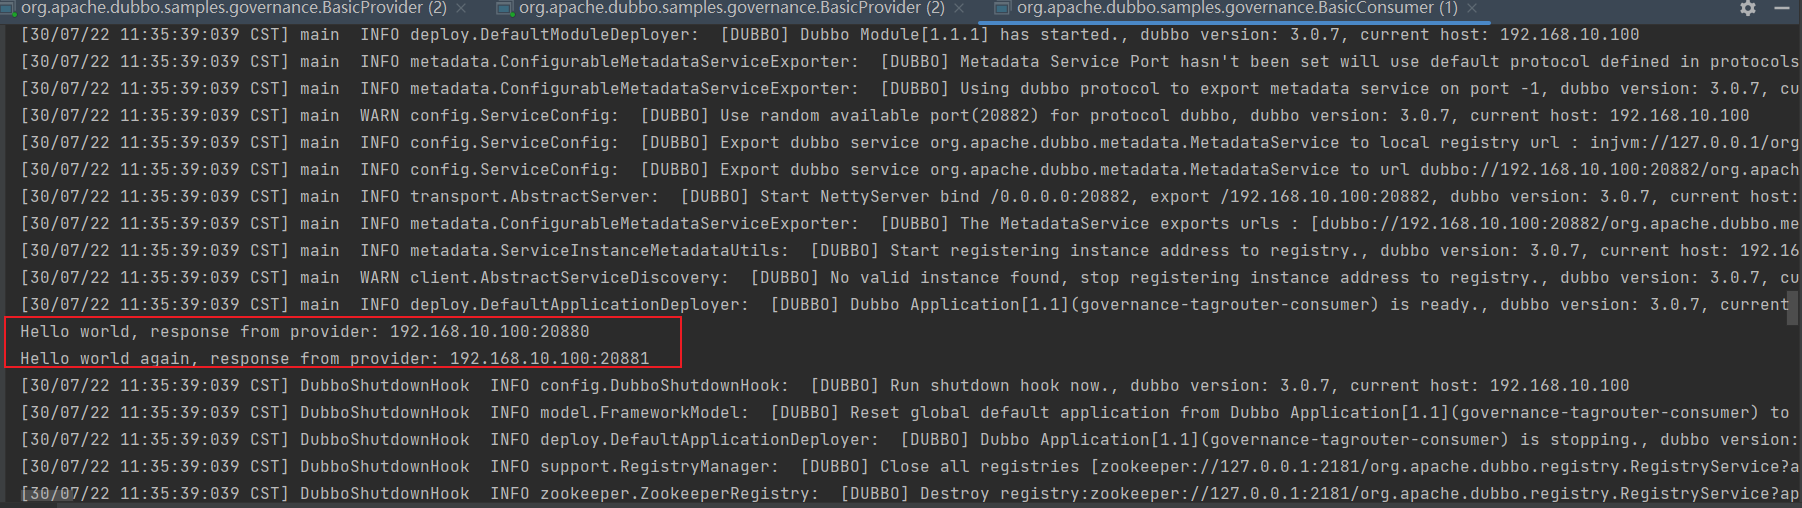 org.apache.dubbo.samples.governance.BasicProvider (2) × org.apache.dubbo.samples.governance.BasicProvider (2) × org.apache.dubbo.samples.governance.BasicConsumer (1) ×
[30/07/22 11:35:39:039 CST] main  INFO deploy.DefaultModuleDeployer:  [DUBBO] Dubbo Module[1.1.1] has started., dubbo version: 3.0.7, current host: 192.168.10.100
[30/07/22 11:35:39:039 CST] main  INFO metadata.ConfigurableMetadataServiceExporter:  [DUBBO] Metadata Service Port hasn't been set will use default protocol defined in protocols
[30/07/22 11:35:39:039 CST] main  INFO metadata.ConfigurableMetadataServiceExporter:  [DUBBO] Using dubbo protocol to export metadata service on port -1, dubbo version: 3.0.7, cu
[30/07/22 11:35:39:039 CST] main  WARN config.ServiceConfig:  [DUBBO] Use random available port(20882) for protocol dubbo, dubbo version: 3.0.7, current host: 192.168.10.100
[30/07/22 11:35:39:039 CST] main  INFO config.ServiceConfig:  [DUBBO] Export dubbo service org.apache.dubbo.metadata.MetadataService to local registry url : injvm://127.0.0.1/org
[30/07/22 11:35:39:039 CST] main  INFO config.ServiceConfig:  [DUBBO] Export dubbo service org.apache.dubbo.metadata.MetadataService to url dubbo://192.168.10.100:20882/org.apach
[30/07/22 11:35:39:039 CST] main  INFO transport.AbstractServer:  [DUBBO] Start NettyServer bind /0.0.0.0:20882, export /192.168.10.100:20882, dubbo version: 3.0.7, current host:
[30/07/22 11:35:39:039 CST] main  INFO metadata.ConfigurableMetadataServiceExporter:  [DUBBO] The MetadataService exports urls : [dubbo://192.168.10.100:20882/org.apache.dubbo.me
[30/07/22 11:35:39:039 CST] main  INFO metadata.ServiceInstanceMetadataUtils:  [DUBBO] Start registering instance address to registry., dubbo version: 3.0.7, current host: 192.16
[30/07/22 11:35:39:039 CST] main  WARN client.AbstractServiceDiscovery:  [DUBBO] No valid instance found, stop registering instance address to registry., dubbo version: 3.0.7, cu
[30/07/22 11:35:39:039 CST] main  INFO deploy.DefaultApplicationDeployer:  [DUBBO] Dubbo Application[1.1](governance-tagrouter-consumer) is ready., dubbo version: 3.0.7, current
Hello world, response from provider: 192.168.10.100:20880
Hello world again, response from provider: 192.168.10.100:20881
[30/07/22 11:35:39:039 CST] DubboShutdownHook  INFO config.DubboShutdownHook:  [DUBBO] Run shutdown hook now., dubbo version: 3.0.7, current host: 192.168.10.100
[30/07/22 11:35:39:039 CST] DubboShutdownHook  INFO model.FrameworkModel:  [DUBBO] Reset global default application from Dubbo Application[1.1](governance-tagrouter-consumer) to
[30/07/22 11:35:39:039 CST] DubboShutdownHook  INFO deploy.DefaultApplicationDeployer:  [DUBBO] Dubbo Application[1.1](governance-tagrouter-consumer) is stopping., dubbo version:
[30/07/22 11:35:39:039 CST] DubboShutdownHook  INFO support.RegistryManager:  [DUBBO] Close all registries [zookeeper://127.0.0.1:2181/org.apache.dubbo.registry.RegistryService?a
[30/07/22 11:35:39:039 CST] DubboShutdownHook  INFO zookeeper.ZookeeperRegistry:  [DUBBO] Destroy registry:zookeeper://127.0.0.1:2181/org.apache.dubbo.registry.RegistryService?ap